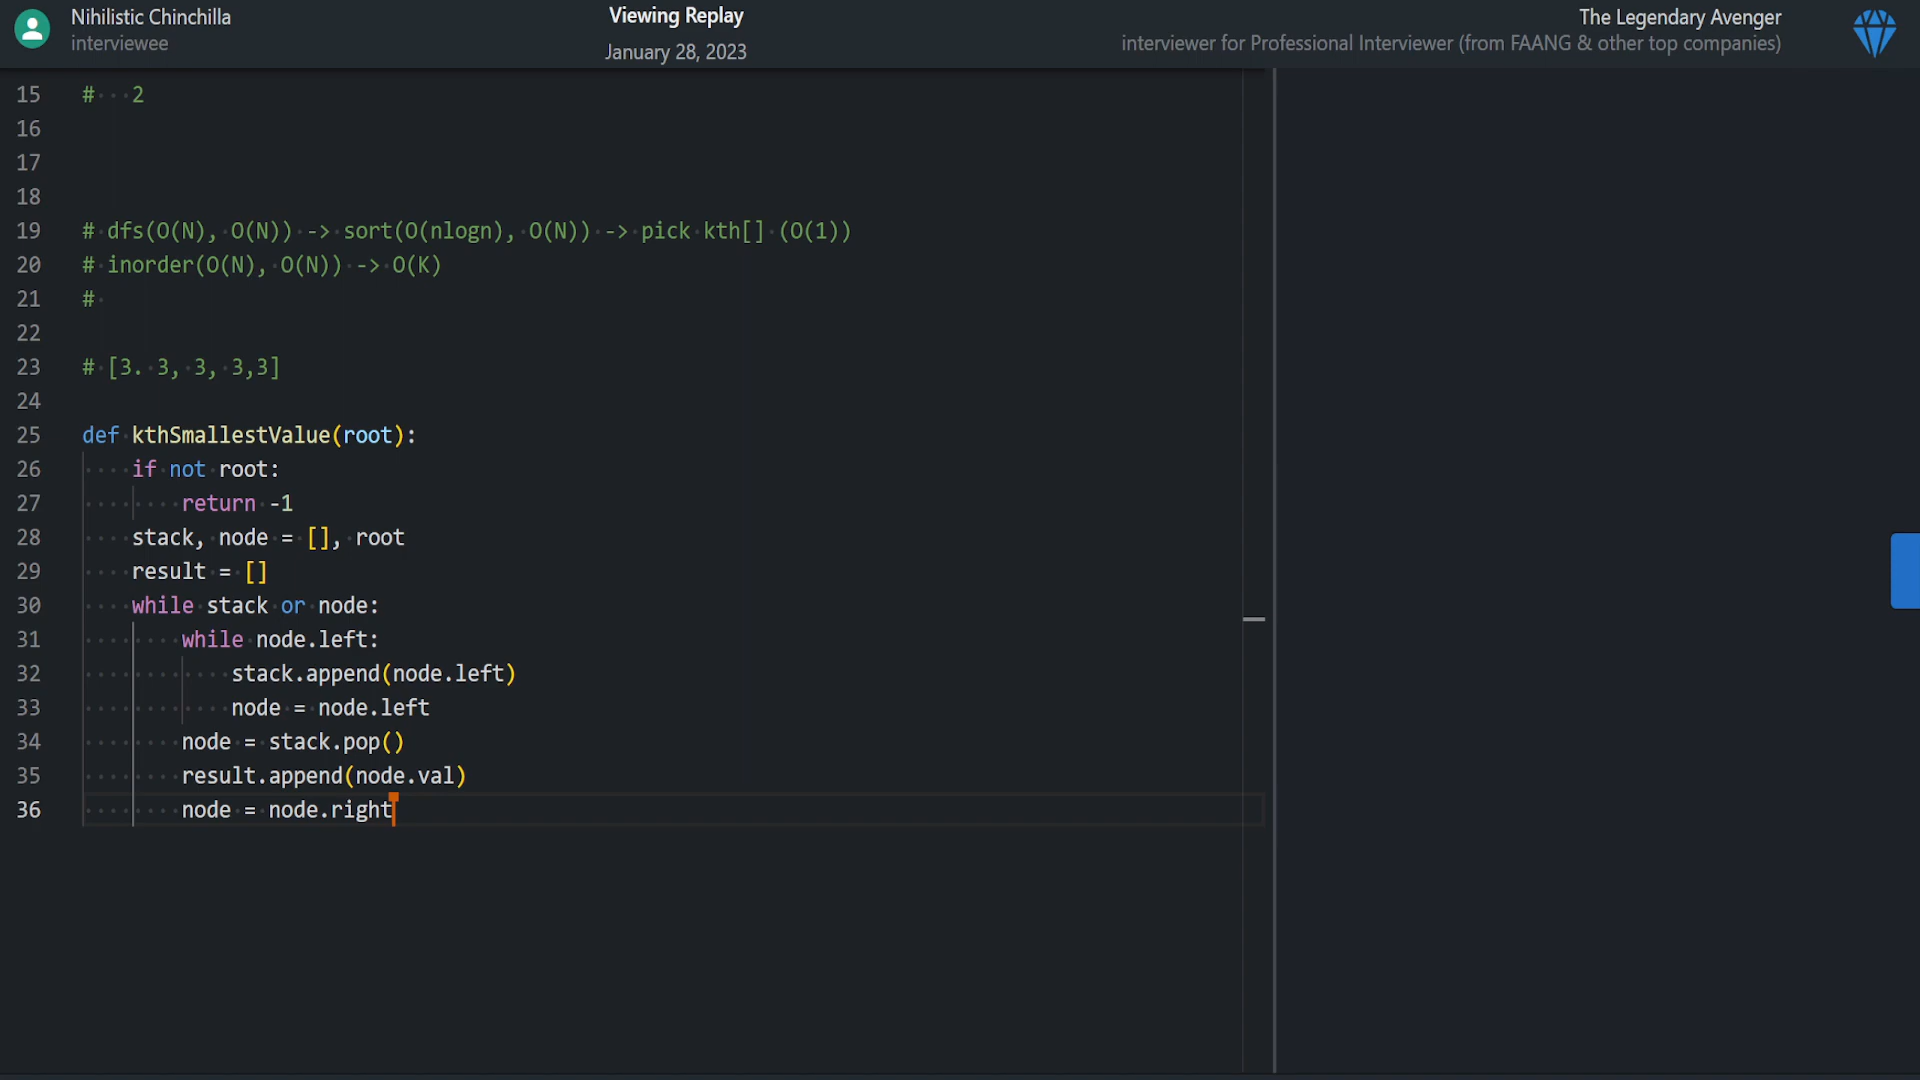 Nihilistic Chinchilla
interviewee
Viewing Replay
January 28, 2023
The Legendary Avenger
interviewer for Professional Interviewer (from FAANG & other top companies)
15 #   2
16
17
18
19 # dfs(O(N), O(N)) -> sort(O(nlogn), O(N)) -> pick kth[] (O(1))
20 # inorder(O(N), O(N)) -> O(K)
21 #
22
23 # [3. 3, 3, 3,3]
24
25 def kthSmallestValue(root):
26     if not root:
27         return -1
28     stack, node = [], root
29     result = []
30     while stack or node:
31         while node.left:
32             stack.append(node.left)
33             node = node.left
34         node = stack.pop()
35         result.append(node.val)
36         node = node.right